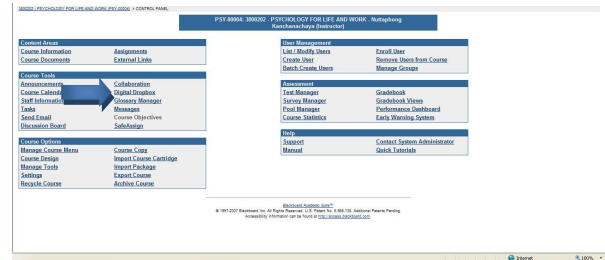 3800202 - PSYCHOLOGY FOR LIFE AND WORK (PSY-00004) > CONTROL PANEL
PSY-00004: 3800202 - PSYCHOLOGY FOR LIFE AND WORK - Nuttaphong
Kanchanachaya (Instructor)
Content Areas
Course Information Assignments
Course Documents External Links
Course Tools
Announcements Collaboration
Course Calenda Digital Dropbox
Staff Information Glossary Manager
Tasks Messages
Send Email Course Objectives
Discussion Board SafeAssign
Course Options
Manage Course Menu Course Copy
Course Design Import Course Cartridge
Manage Tools Import Package
Settings Export Course
Recycle Course Archive Course
User Management
List / Modify Users Enroll User
Create User Remove Users from Course
Batch Create Users Manage Groups
Assessment
Test Manager Gradebook
Survey Manager Gradebook Views
Pool Manager Performance Dashboard
Course Statistics Early Warning System
Help
Support Contact System Administrator
Manual Quick Tutorials
Blackboard Academic Suite™
© 1997-2007 Blackboard Inc. All Rights Reserved. U.S. Patent No. 6,988,138. Additional Patents Pending.
Accessibility information can be found at http://access.blackboard.com.
Internet 100%